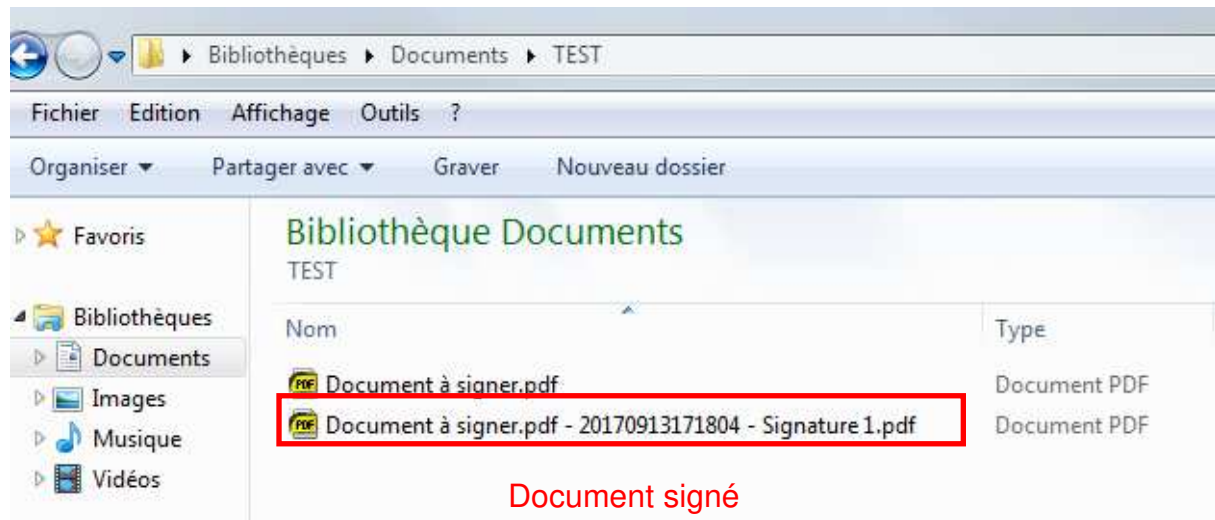 Bibliothèques Documents TEST
Fichier Edition Affichage Outils ?
Organiser Partager avec Graver Nouveau dossier
Favoris
Bibliothèques
Documents
Images
Musique
Vidéos
Bibliothèque Documents
TEST
Nom Type
PDF Document à signer.pdf Document PDF
PDF Document à signer.pdf - 20170913171804 - Signature 1.pdf Document PDF
Document signé